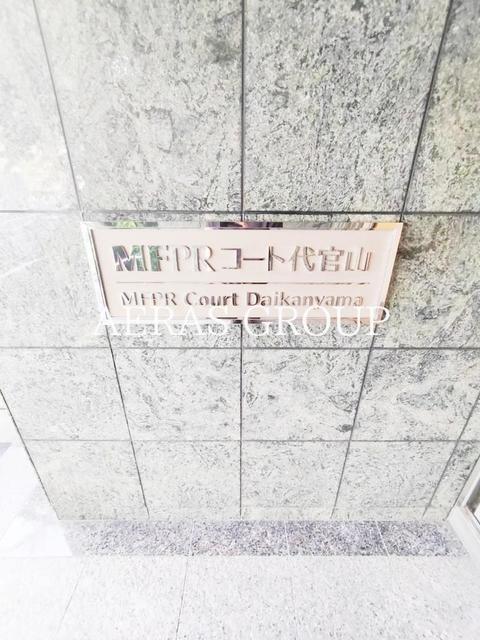 MFPRコート代官山
MFPR Court Daikanyama
AERAS GROUP